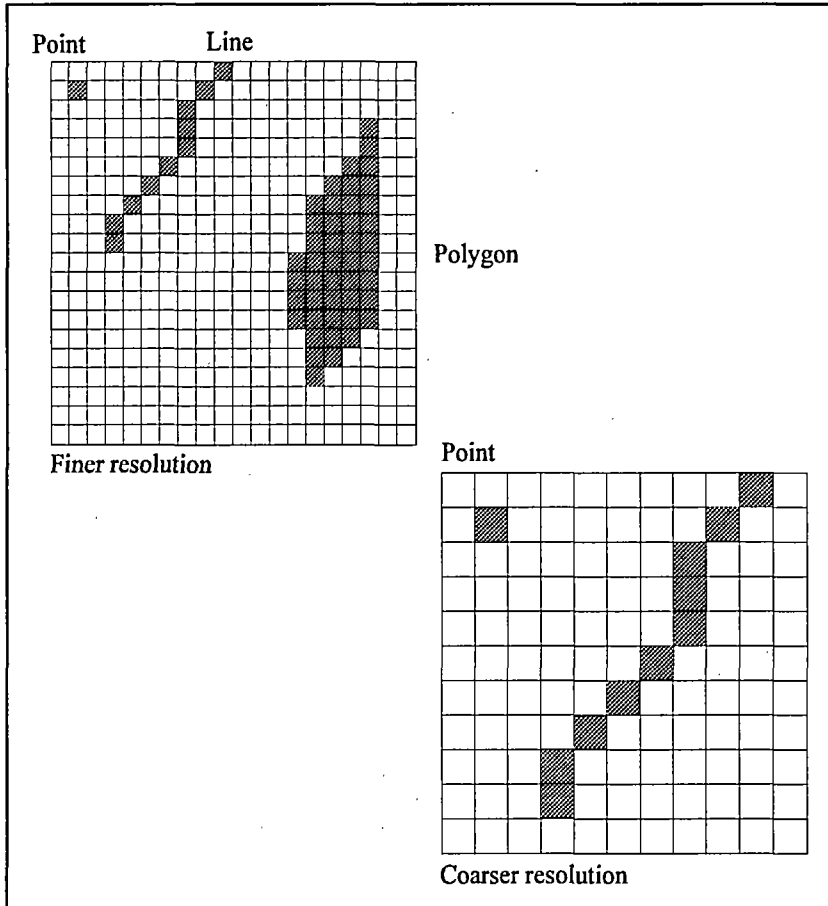 Point Line
Polygon
Finer resolution
Point
Coarser resolution